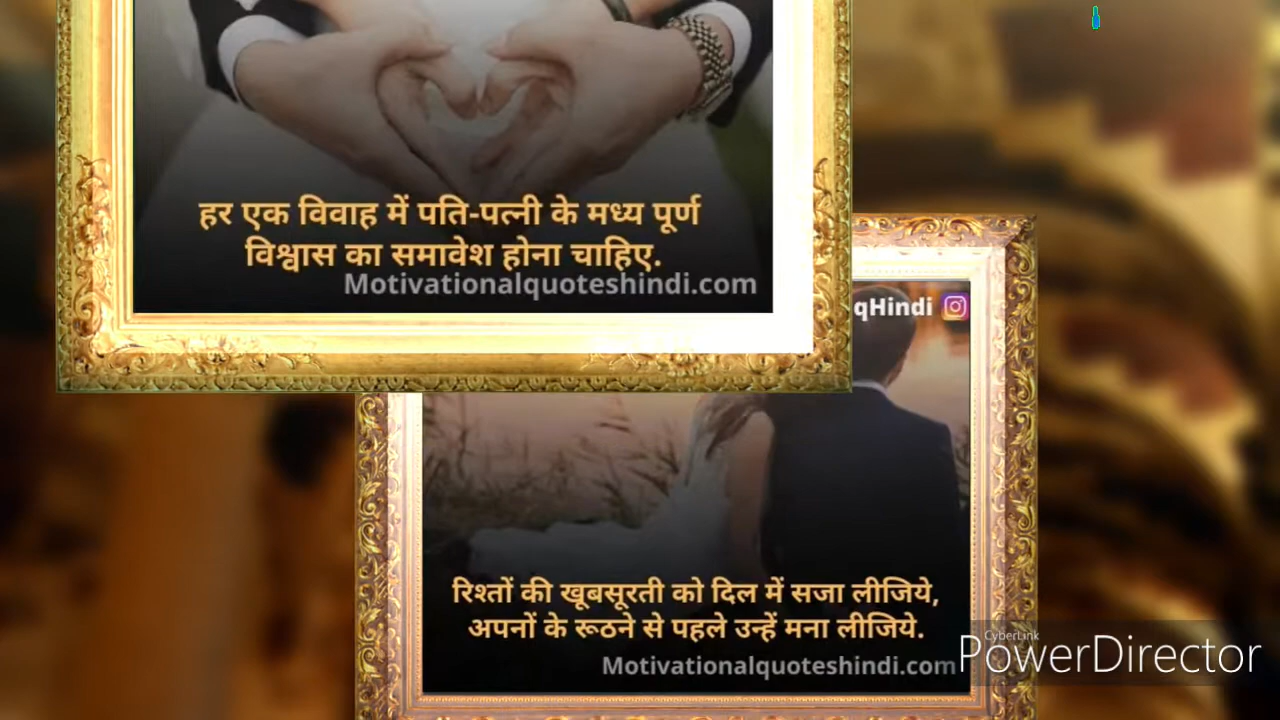 हर एक विवाह में पति-पत्नी के मध्य पूर्ण
विश्वास का समावेश होना चाहिए.
Motivationalquoteshindi.com
qHindi
रिश्तों की खूबसूरती को दिल में सजा लीजिये,
अपनों के रूठने से पहले उन्हें मना लीजिये.
Motivationalquoteshindi.com
CyberLink
PowerDirector